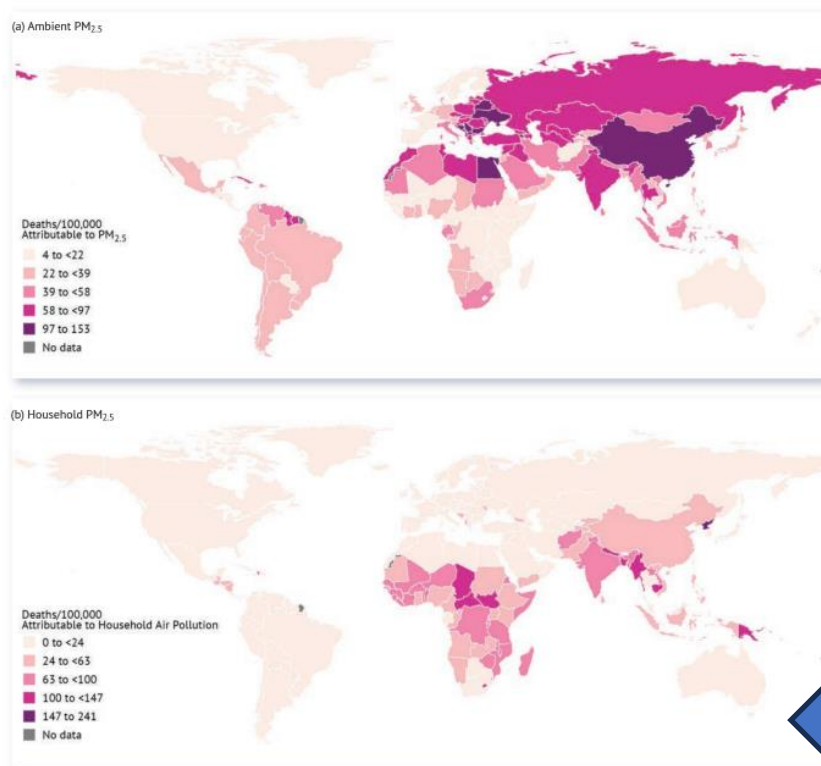 (a) Ambient PM2.5
Deaths/100,000
Attributable to PM2.5
4 to <22
22 to <39
39 to <58
58 to <97
97 to 153
No data
(b) Household PM2.5
Deaths/100,000
Attributable to Household Air Pollution
0 to <24
24 to <63
63 to <100
100 to <147
147 to 241
No data